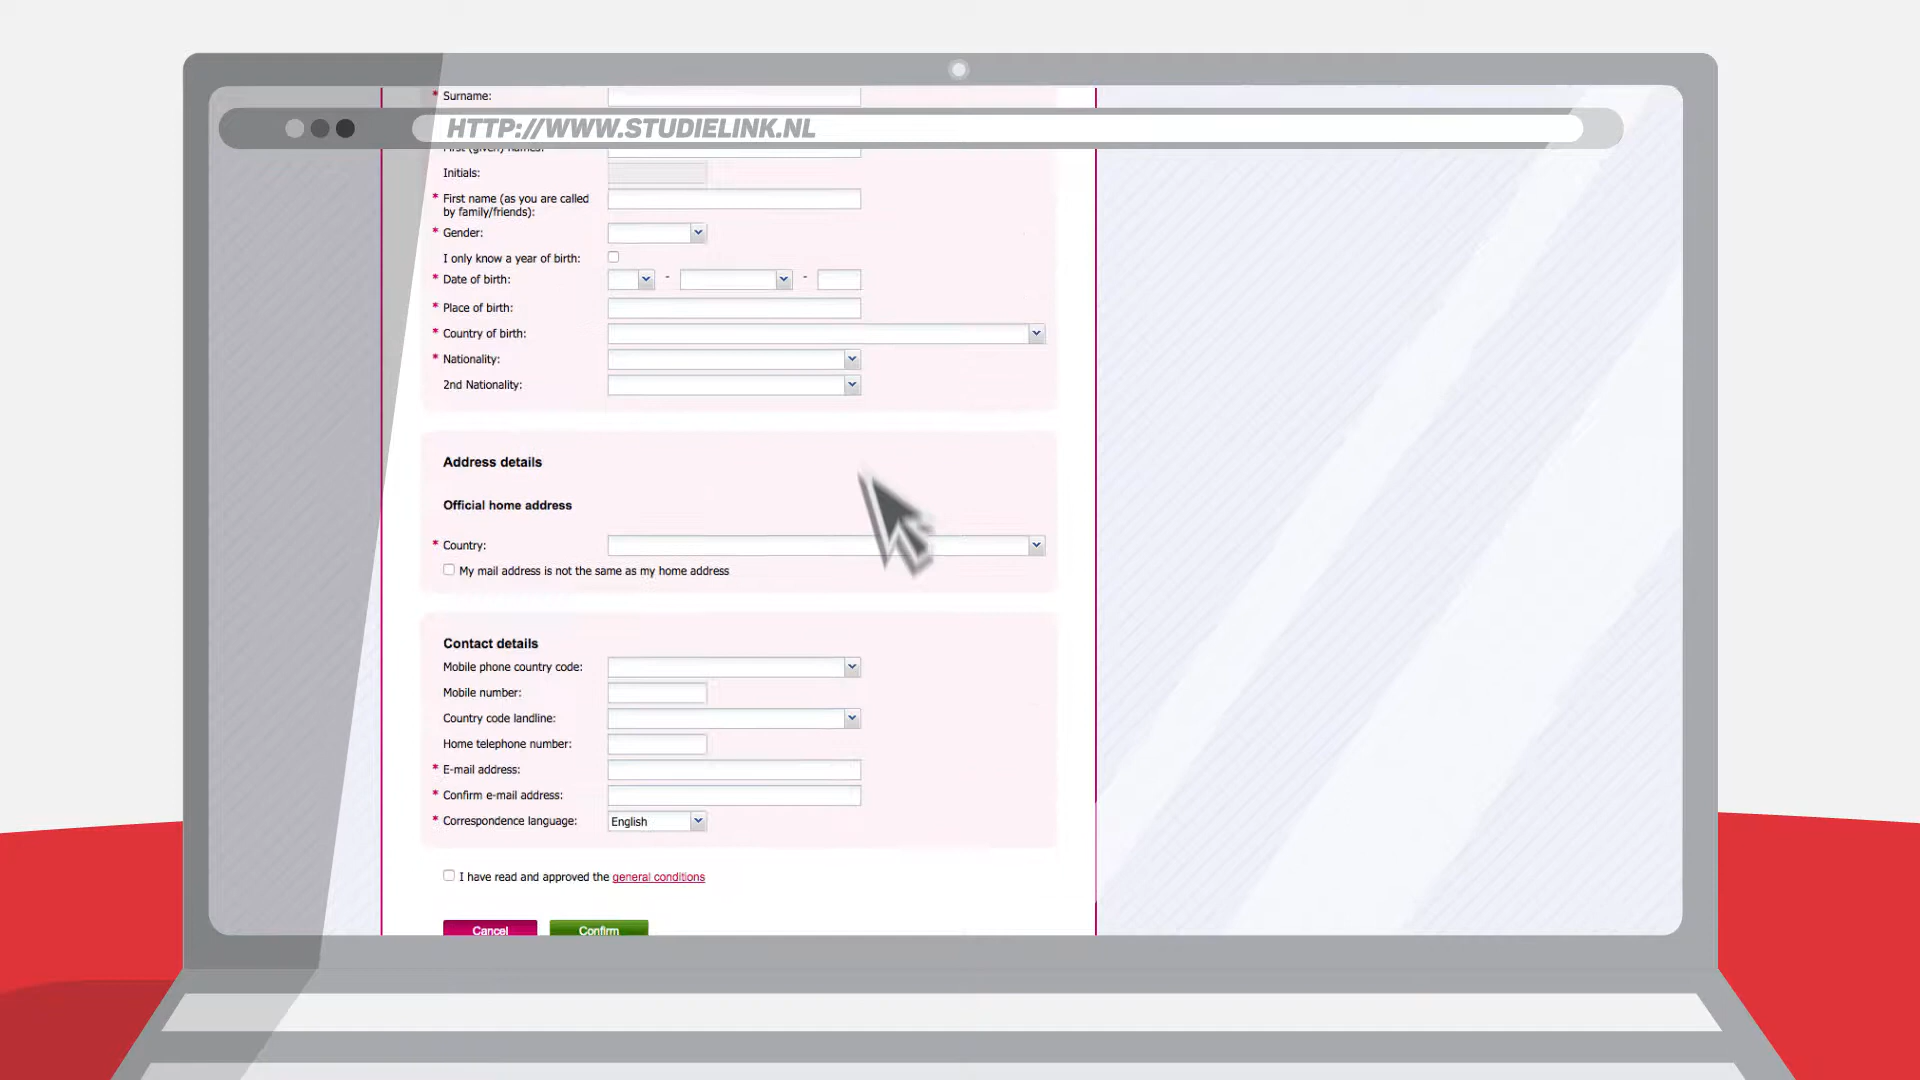 * Surname:
HTTP://WWW.STUDIELINK.NL
First (given) names:
Initials:
* First name (as you are called
by family/friends):
* Gender:
I only know a year of birth:
* Date of birth: - -
* Place of birth:
* Country of birth:
* Nationality:
2nd Nationality:
Address details
Official home address
* Country:
My mail address is not the same as my home address
Contact details
Mobile phone country code:
Mobile number:
Country code landline:
Home telephone number:
* E-mail address:
* Confirm e-mail address:
* Correspondence language: English
I have read and approved the general conditions
Cancel Confirm